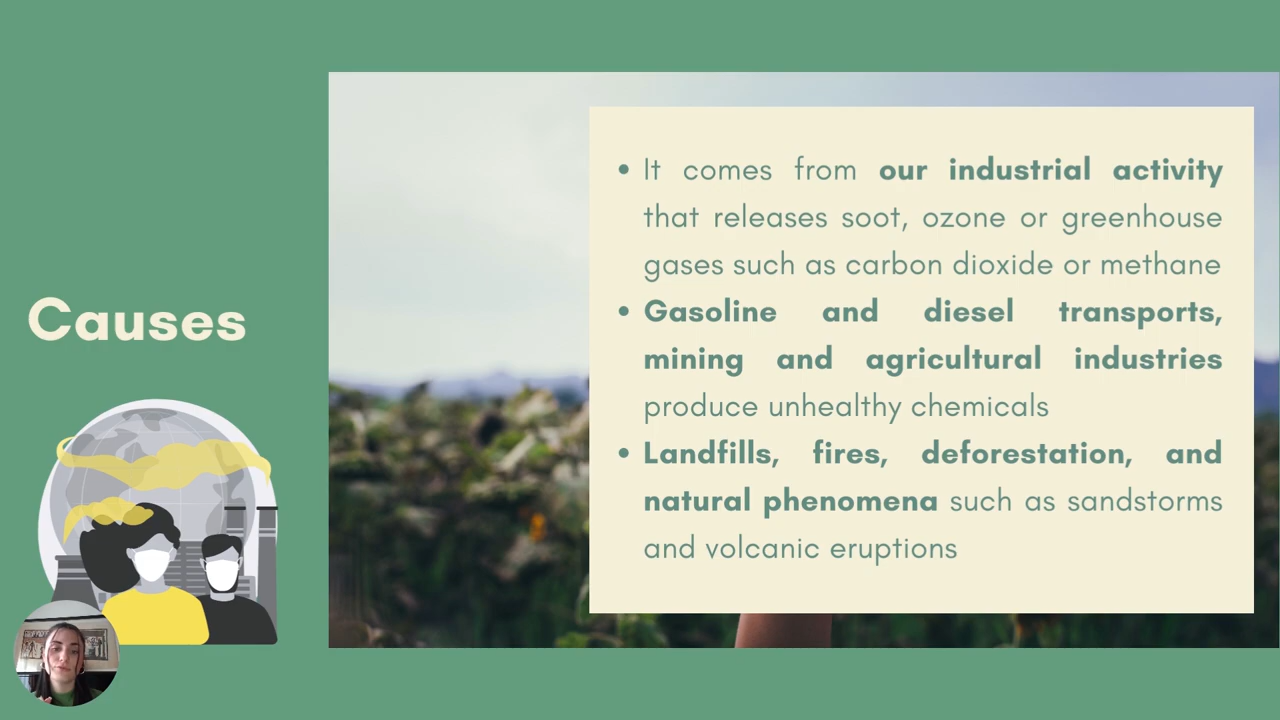 Causes
• It comes from our industrial activity
that releases soot, ozone or greenhouse
gases such as carbon dioxide or methane
• Gasoline and diesel transports,
mining and agricultural industries
produce unhealthy chemicals
• Landfills, fires, deforestation, and
natural phenomena such as sandstorms
and volcanic eruptions